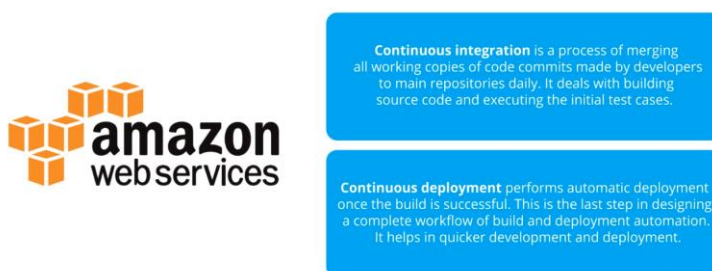 amazon
web services
Continuous integration is a process of merging
all working copies of code commits made by developers
to main repositories daily. It deals with building
source code and executing the initial test cases.
Continuous deployment performs automatic deployment
once the build is successful. This is the last step in designing
a complete workflow of build and deployment automation.
It helps in quicker development and deployment.